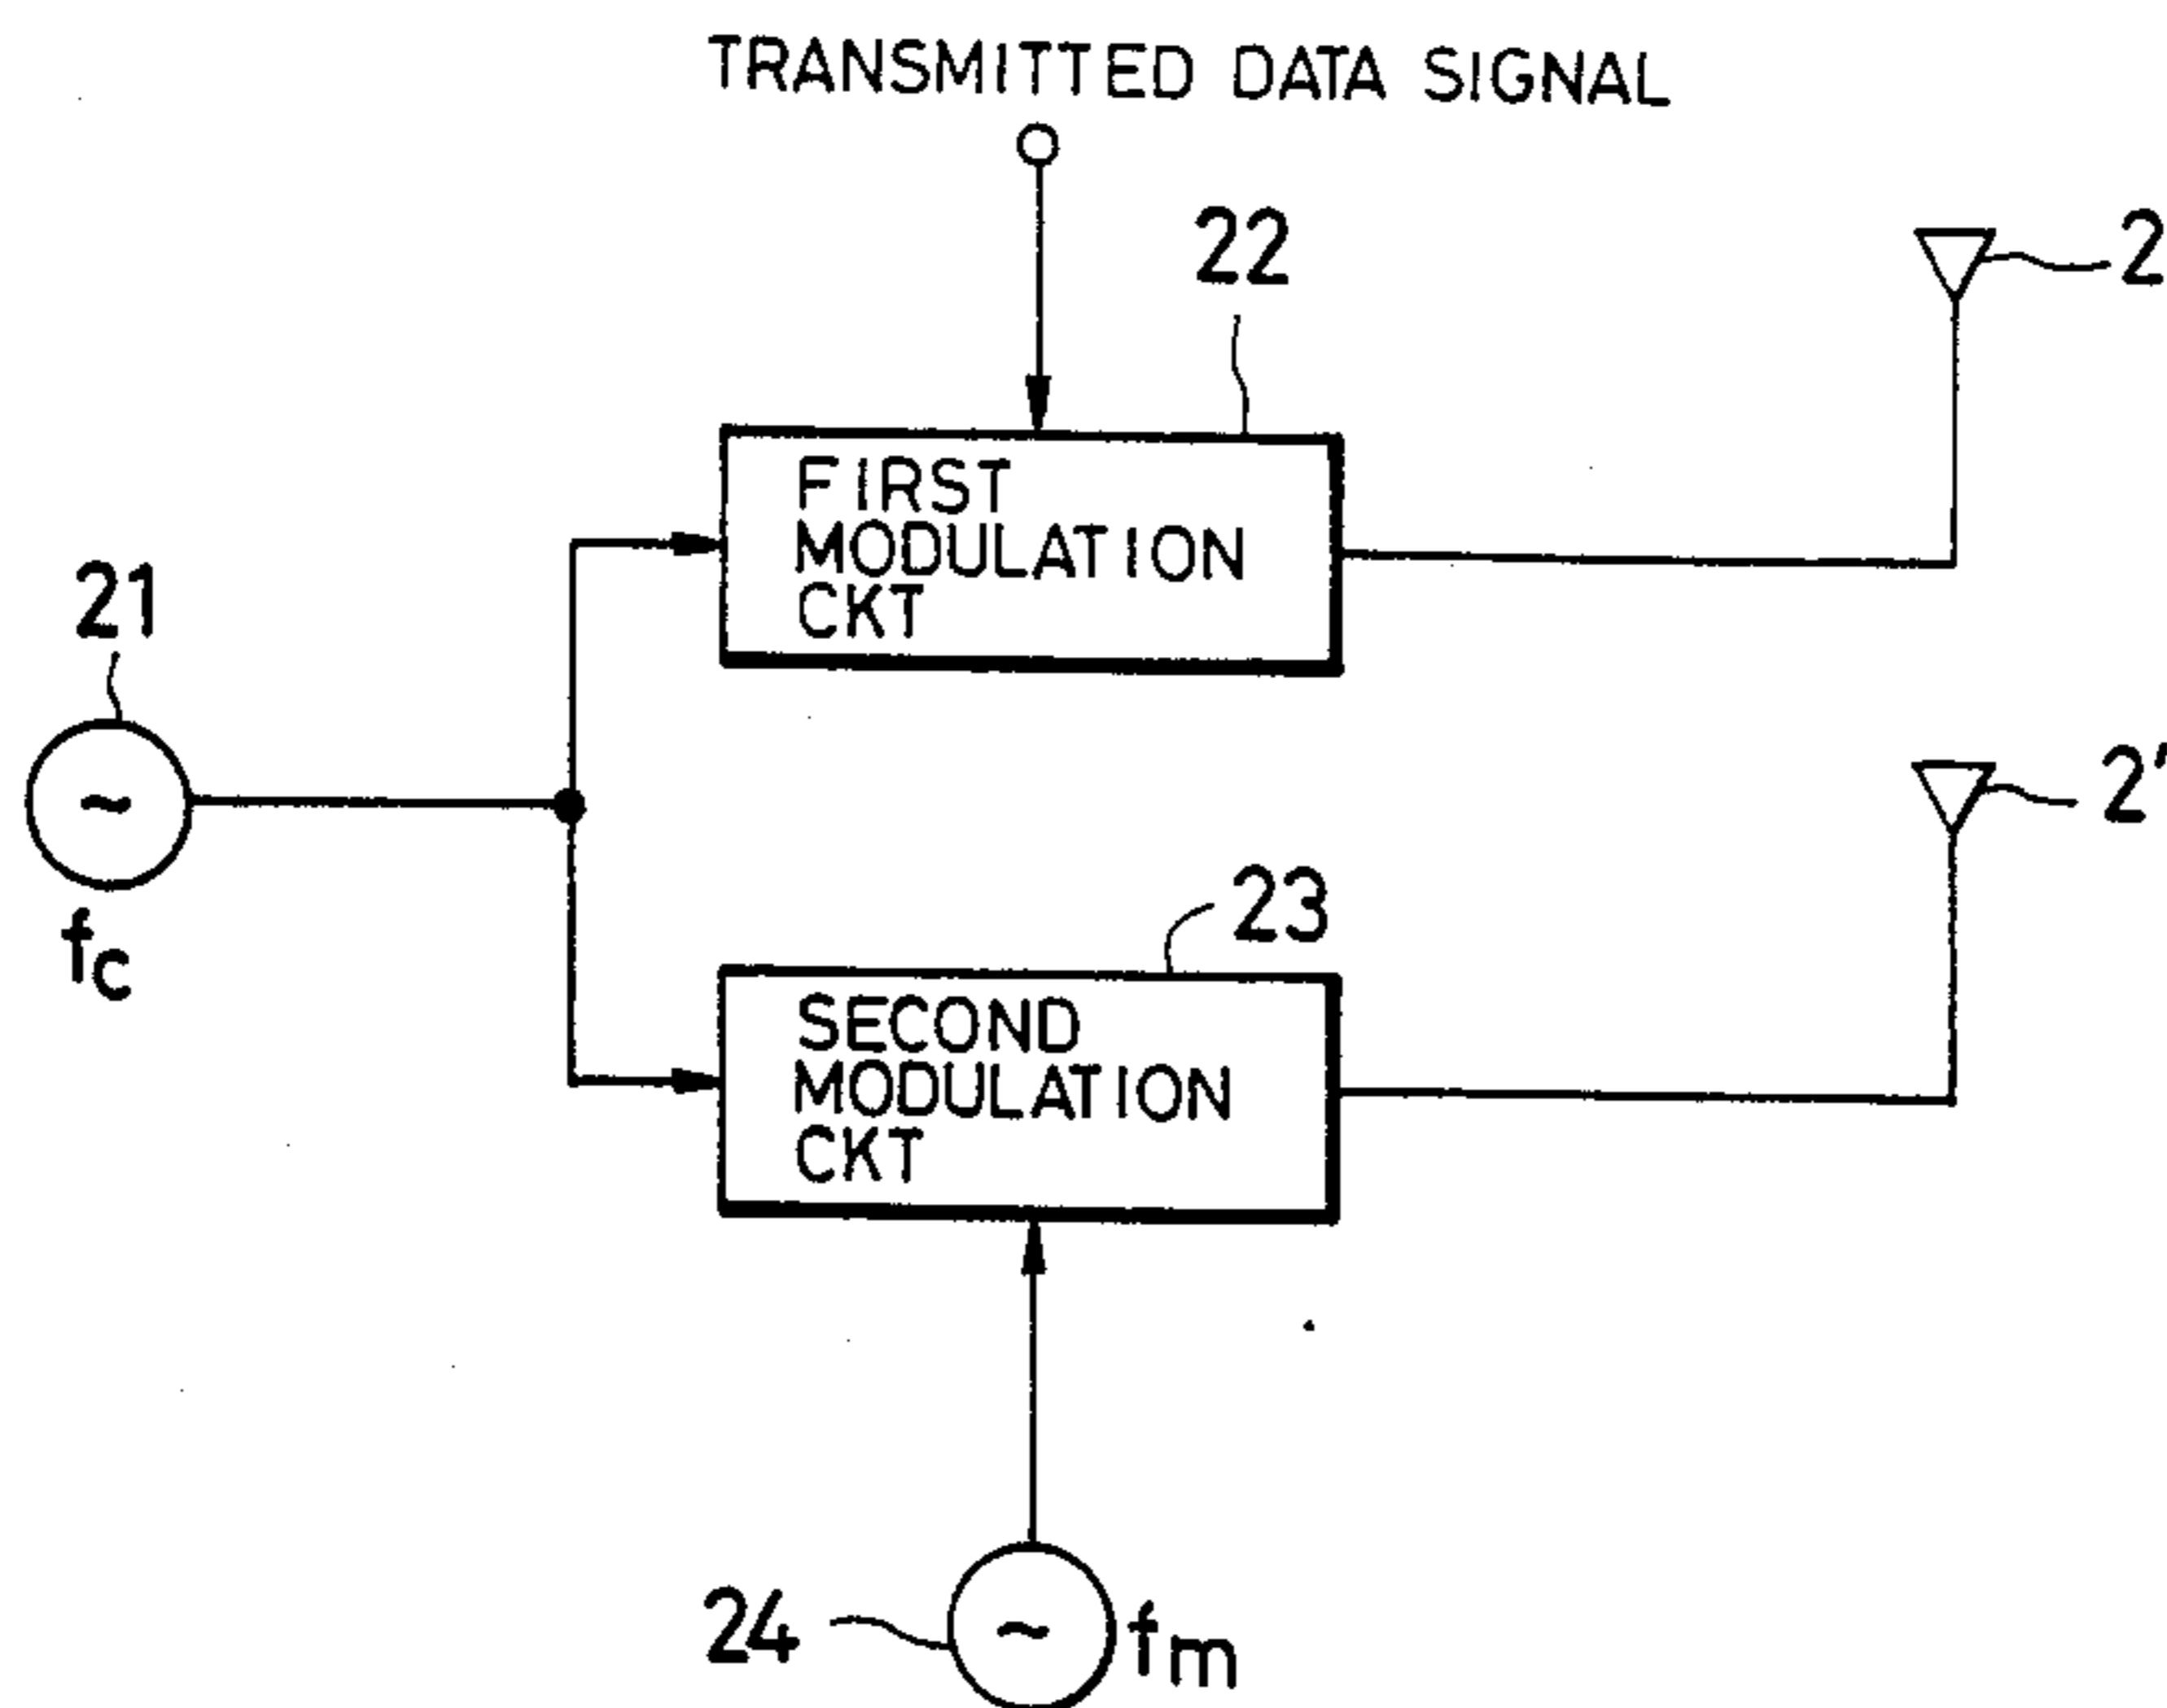 TRANSMITTED DATA SIGNAL
22
FIRST
MODULATION
CKT
21
fc
23
SECOND
MODULATION
CKT
24
fm